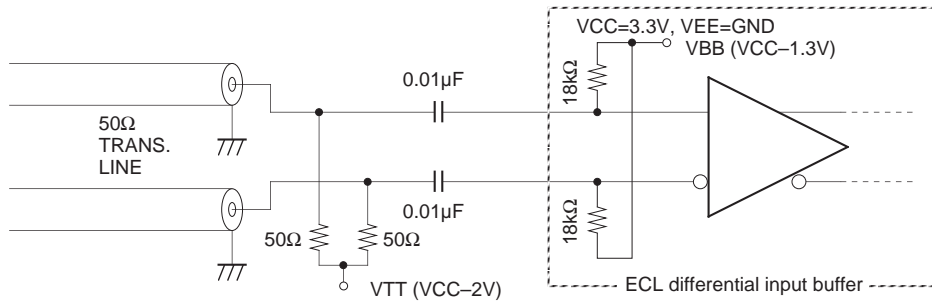 VCC=3.3V, VEE=GND
VBB (VCC–1.3V)
0.01µF
18kΩ
50Ω
TRANS.
LINE
0.01µF
18kΩ
50Ω
50Ω
VTT (VCC–2V)
ECL differential input buffer